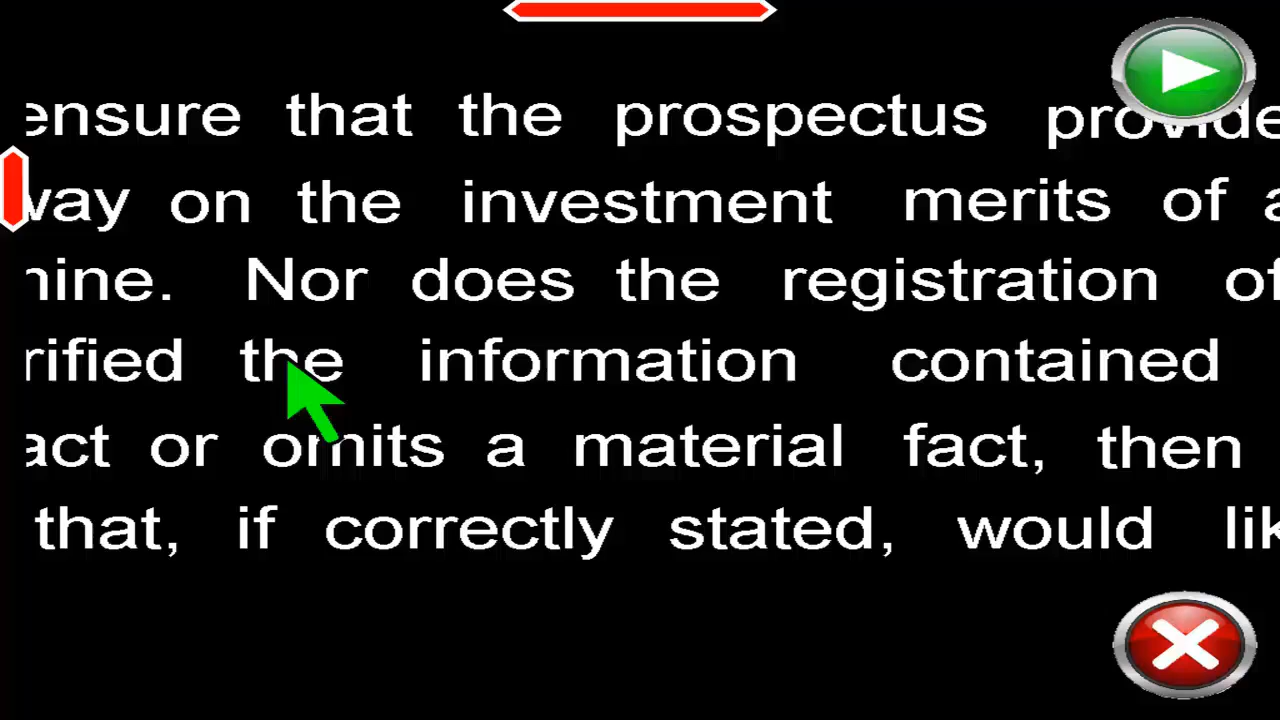 ensure that the prospectus provide
way on the investment merits of a
nine. Nor does the registration of
rified the information contained
act or omits a material fact, then
that, if correctly stated, would lik